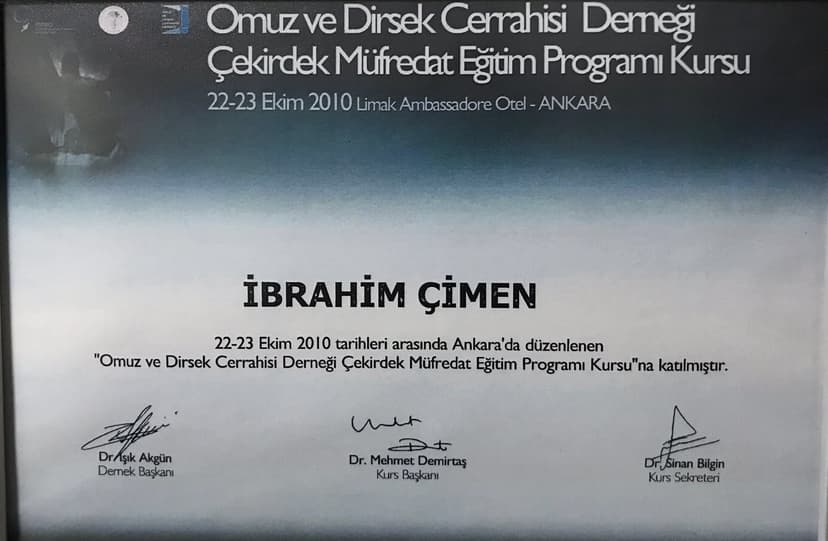 Omuz ve Dirsek Cerrahisi Derneği
Çekirdek Müfredat Eğitim Programı Kursu
22-23 Ekim 2010 Limak Ambassadore Otel - ANKARA
İBRAHİM ÇİMEN
22-23 Ekim 2010 tarihleri arasında Ankara'da düzenlenen
"Omuz ve Dirsek Cerrahisi Derneği Çekirdek Müfredat Eğitim Programı Kursu"na katılmıştır.
Dr. Işık Akgün
Dernek Başkanı
Dr. Mehmet Demirtaş
Kurs Başkanı
Dr. Sinan Bilgin
Kurs Sekreteri